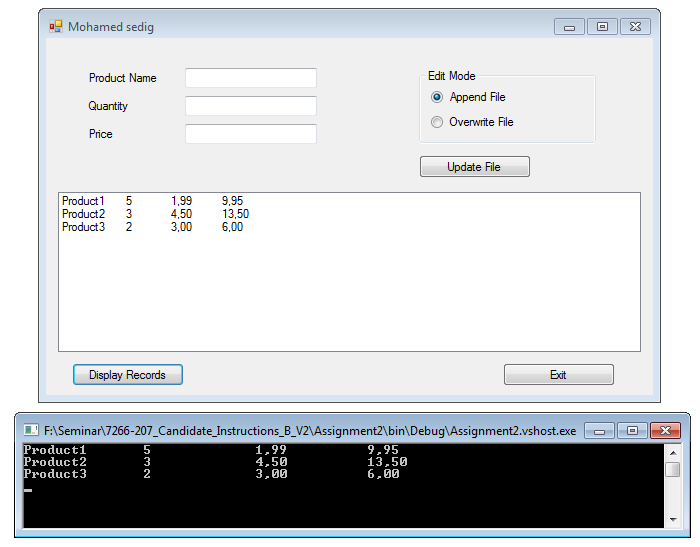 Mohamed sedig
Product Name
Quantity
Price
Edit Mode
Append File
Overwrite File
Update File
Product1 5 1,99 9,95
Product2 3 4,50 13,50
Product3 2 3,00 6,00
Display Records
Exit
F:\Seminar\7266-207_Candidate_Instructions_B_V2\Assignment2\bin\Debug\Assignment2.vshost.exe
Product1 5 1,99 9,95
Product2 3 4,50 13,50
Product3 2 3,00 6,00